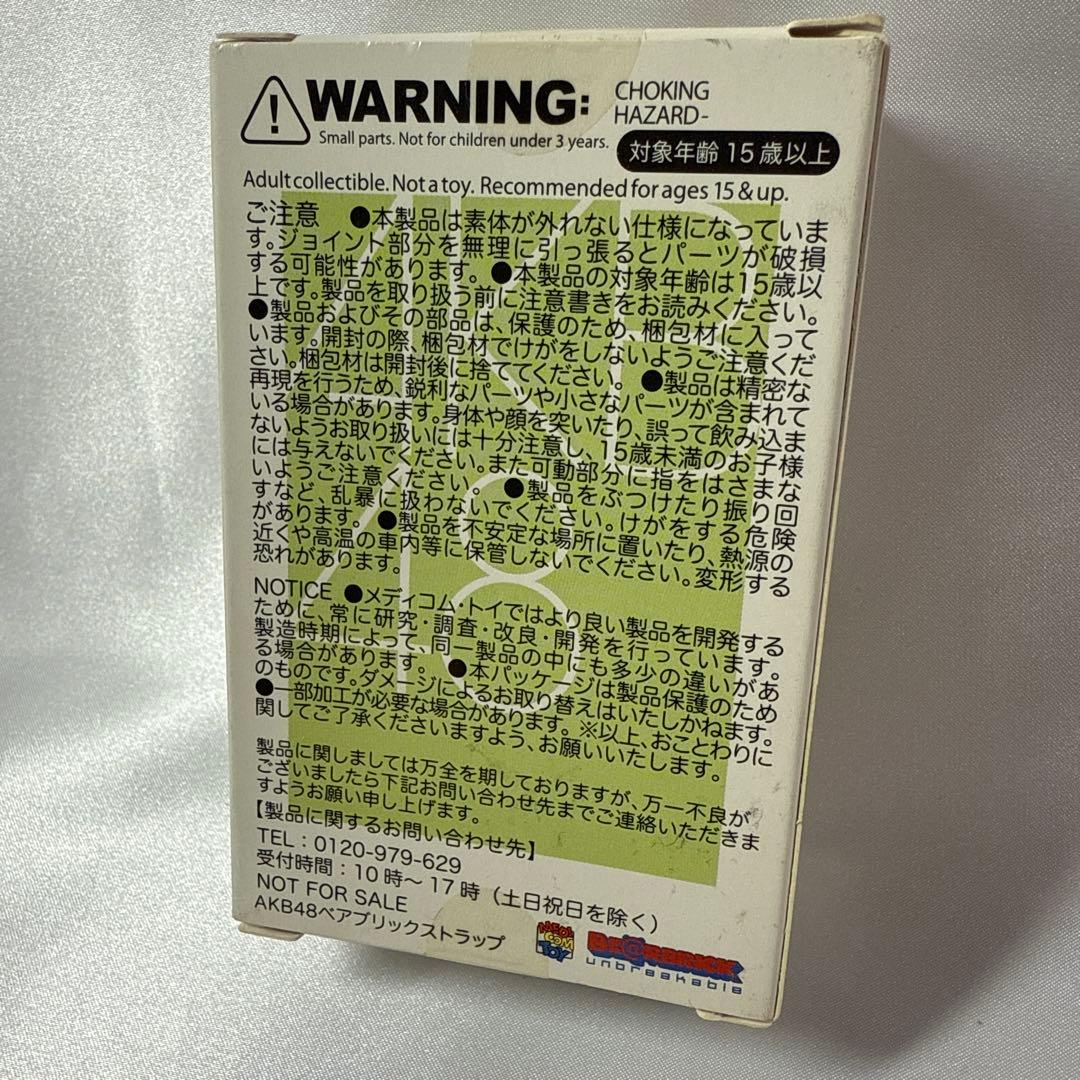 WARNING:
CHOKING
HAZARD-
Small parts. Not for children under 3 years.
対象年齢 15 歳以上
Adult collectible. Not a toy. Recommended for ages 15 & up.
ご注意 ●本製品は素体が外れない仕様になっていま
す。ジョイント部分を無理に引っ張るとパーツが破損
する可能性があります。 ●本製品の対象年齢は15歳以
上です。製品を取り扱う前に注意書きをお読みください。
●製品およびその部品は、保護のため、梱包材に入って
います。開封の際、梱包材でけがをしないようご注意くだ
さい。梱包材は開封後に捨ててください。 ●製品は精密な
再現を行うため、鋭利なパーツや小さなパーツが含まれて
いる場合があります。身体や顔を突いたり、誤って飲み込ま
ないようお取り扱いには十分注意し、15歳未満のお子様
には与えないでください。また可動部分に指をはさまな
いようご注意ください。 ●製品をぶつけたり振り回
すなど、乱暴に扱わないでください。けがをする危険
があります。 ●製品を不安定な場所に置いたり、熱源の
近くや高温の車内等に保管しないでください。変形する
恐れがあります。
NOTICE ●メディコム・トイではより良い製品を開発する
ために、常に研究・調査・改良・開発を行っています。
製造時期によって、同一製品の中にも多少の違いがあ
る場合があります。 ●本パッケージは製品保護のため
のものです。ダメージによるお取り替えはいたしかねます。
●一部加工が必要な場合があります。 ※以上、おことわりに
関してご了承くださいますよう、お願いいたします。
製品に関しましては万全を期しておりますが、万一不良が
ございましたら下記お問い合わせ先までご連絡いただきま
すようお願い申し上げます。
【製品に関するお問い合わせ先】
TEL : 0120-979-629
受付時間 : 10 時～17 時（土日祝日を除く）
NOT FOR SALE
AKB48ベアブリックストラップ
MEDI
COM
TOY
BE@RBRICK
unbreakable
AKB
48